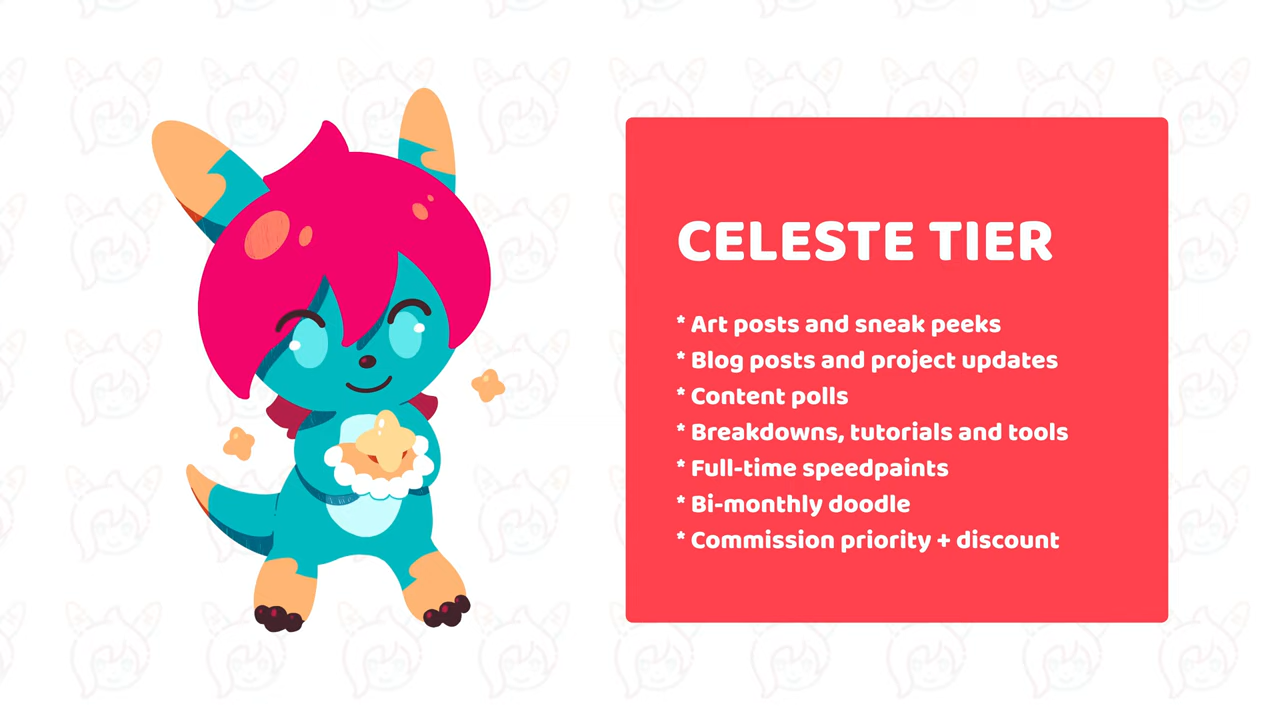 CELESTE TIER
* Art posts and sneak peeks
* Blog posts and project updates
* Content polls
* Breakdowns, tutorials and tools
* Full-time speedpaints
* Bi-monthly doodle
* Commission priority + discount